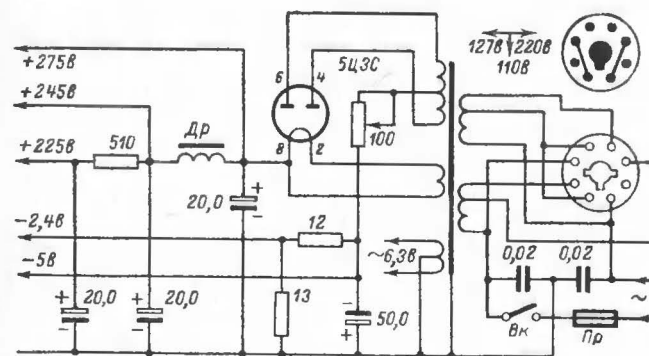 +275в
+245в
+225в
510
Др
-2,4в
-5в
+
20,0
-
+
20,0
-
+
20,0
-
6
4
5Ц3С
8
2
100
12
13
-
50,0
+
~6,3в
127в
220в
110в
0,02
0,02
~
Вк
Пр